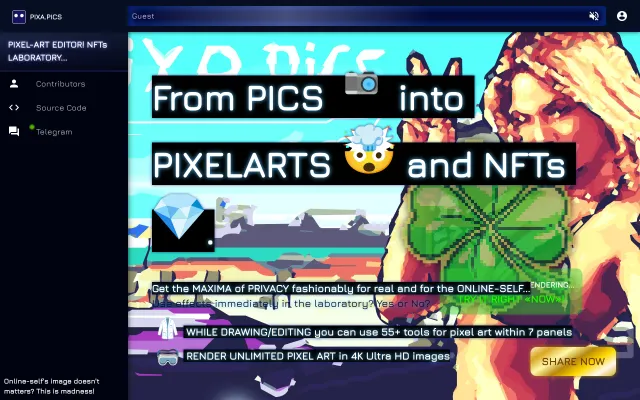 PIXA.PICS
Guest
PIXEL-ART EDITOR! NFTs
LABORATORY...
Contributors
Source Code
Telegram
From PICS into
PIXELARTS and NFTs
Get the MAXIMA of PRIVACY fashionably for real and for the ONLINE-SELF...
ENDERING...
Use effects immediately in the laboratory? Yes or No?
TRY IT RIGHT «NOW»!
WHILE DRAWING/EDITING you can use 55+ tools for pixel art within 7 panels
RENDER UNLIMITED PIXEL ART in 4K Ultra HD images
SHARE NOW
Online-self's image doesn't
matters? This is madness!